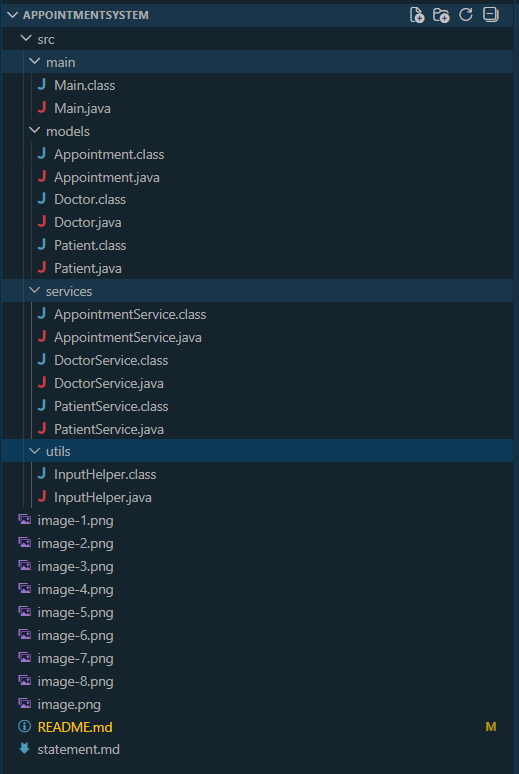 APPOINTMENTSYSTEM
src
main
J Main.class
J Main.java
models
J Appointment.class
J Appointment.java
J Doctor.class
J Doctor.java
J Patient.class
J Patient.java
services
J AppointmentService.class
J AppointmentService.java
J DoctorService.class
J DoctorService.java
J PatientService.class
J PatientService.java
utils
J InputHelper.class
J InputHelper.java
image-1.png
image-2.png
image-3.png
image-4.png
image-5.png
image-6.png
image-7.png
image-8.png
image.png
README.md M
statement.md